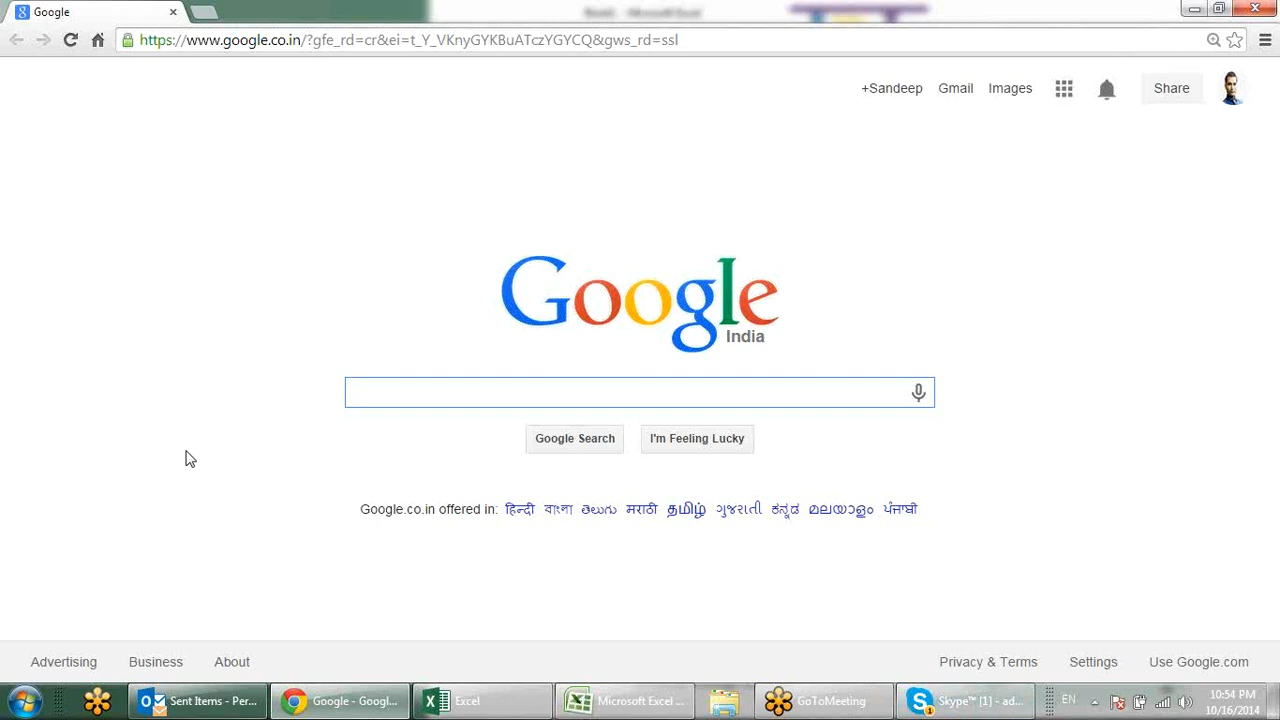 Google
https://www.google.co.in/?gfe_rd=cr&ei=t_Y_VKnyGYKBuATczYGYCQ&gws_rd=ssl
+Sandeep Gmail Images Share
Google
India
Google Search I'm Feeling Lucky
Google.co.in offered in: हिन्दी বাংলা తెలుగు मराठी தமிழ் ગુજરાતી ಕನ್ನಡ മലയാളം ਪੰਜਾਬੀ
Advertising Business About Privacy & Terms Settings Use Google.com
Sent Items - Per... Google - Googl... Excel Microsoft Excel ... GoToMeeting Skype™ [1] - ad... EN 10:54 PM
10/16/2014